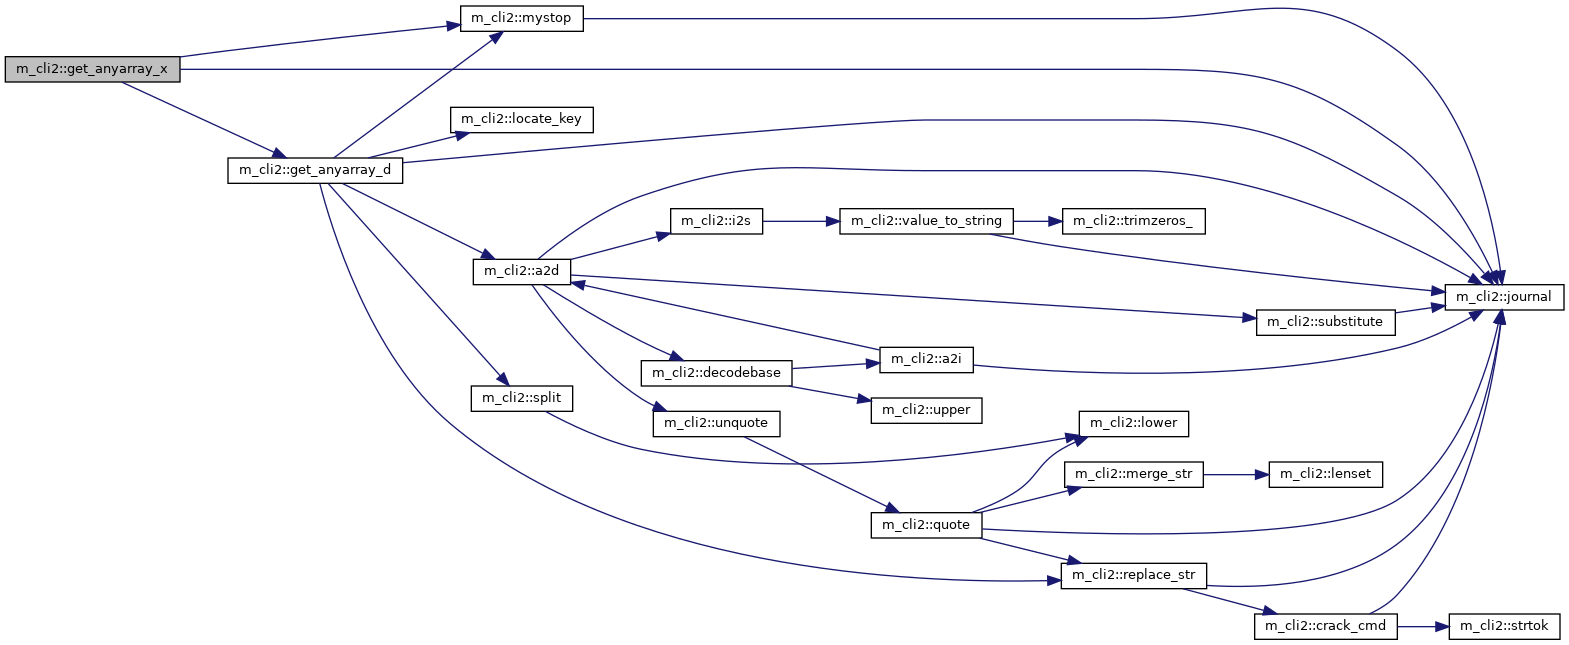 m_cli2::mystop
m_cli2::get_anyarray_x
m_cli2::locate_key
m_cli2::get_anyarray_d
m_cli2::i2s
m_cli2::value_to_string
m_cli2::trimzeros_
m_cli2::a2d
m_cli2::journal
m_cli2::substitute
m_cli2::a2i
m_cli2::decodebase
m_cli2::split
m_cli2::upper
m_cli2::unquote
m_cli2::lower
m_cli2::merge_str
m_cli2::lenset
m_cli2::quote
m_cli2::replace_str
m_cli2::crack_cmd
m_cli2::strtok